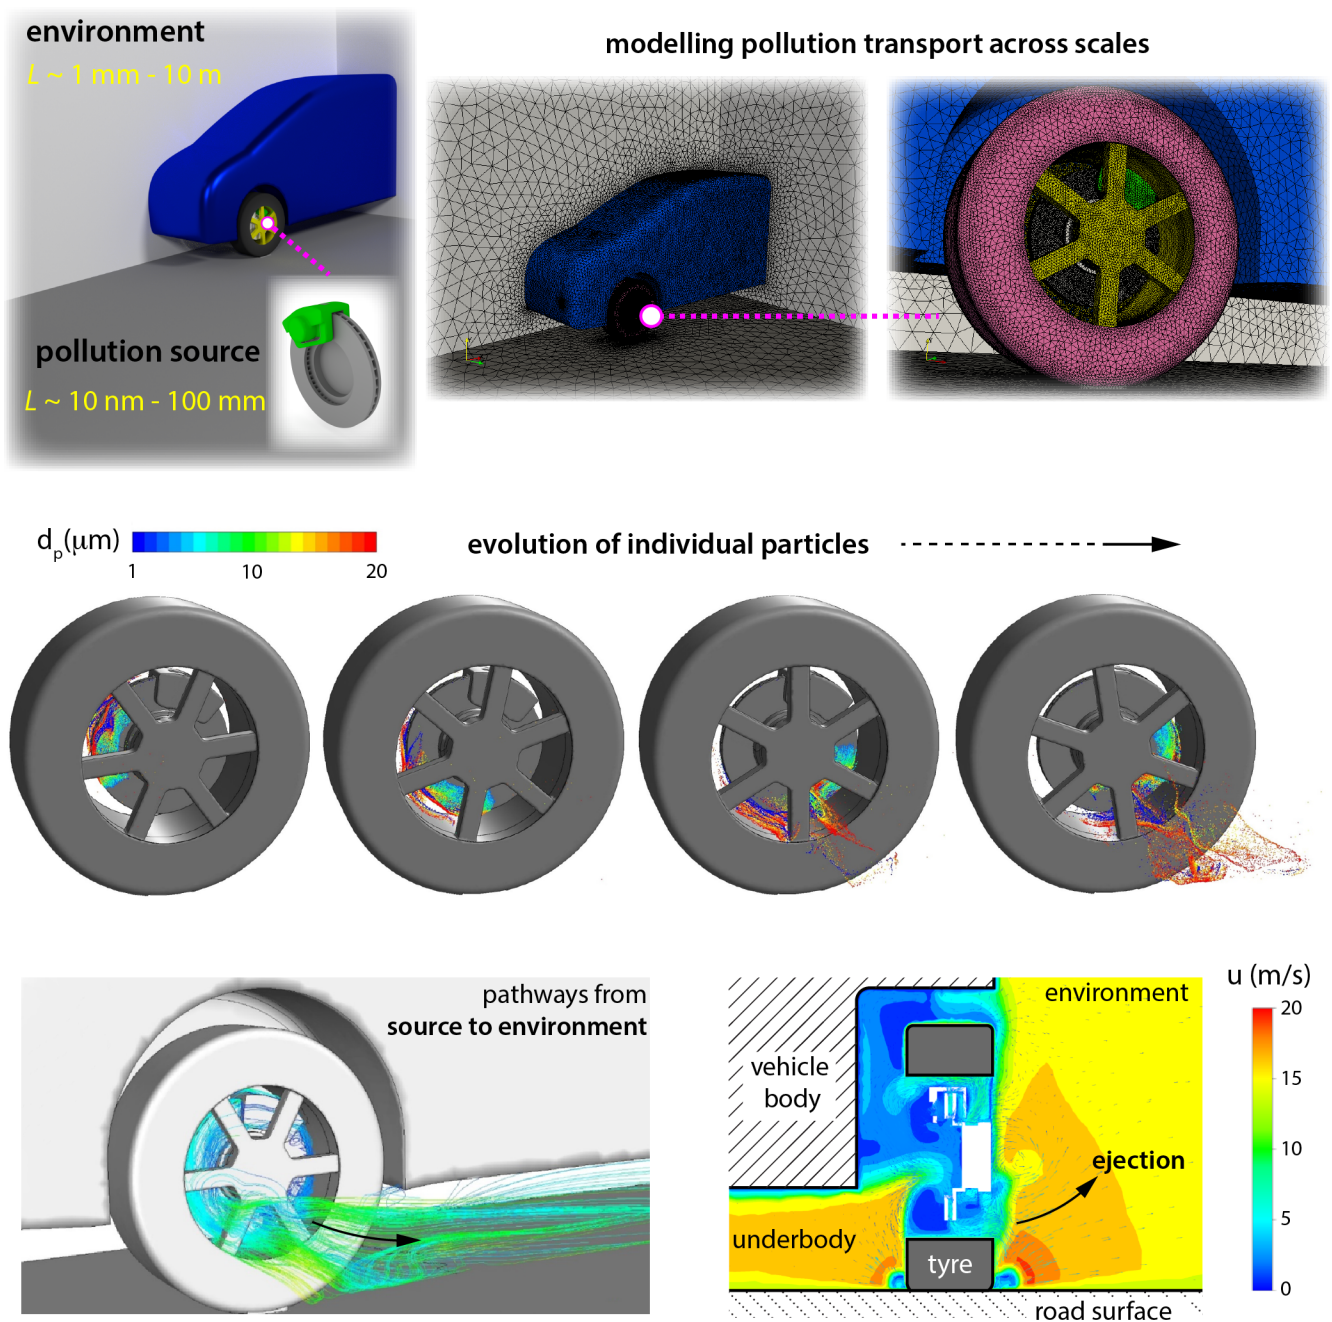 environment
L ~ 1 mm - 10 m
pollution source
L ~ 10 nm - 100 mm
modelling pollution transport across scales
dp(μm)
1 10 20
evolution of individual particles
pathways from
source to environment
u (m/s)
environment
20
vehicle
body
15
10
ejection
5
underbody
tyre
0
road surface